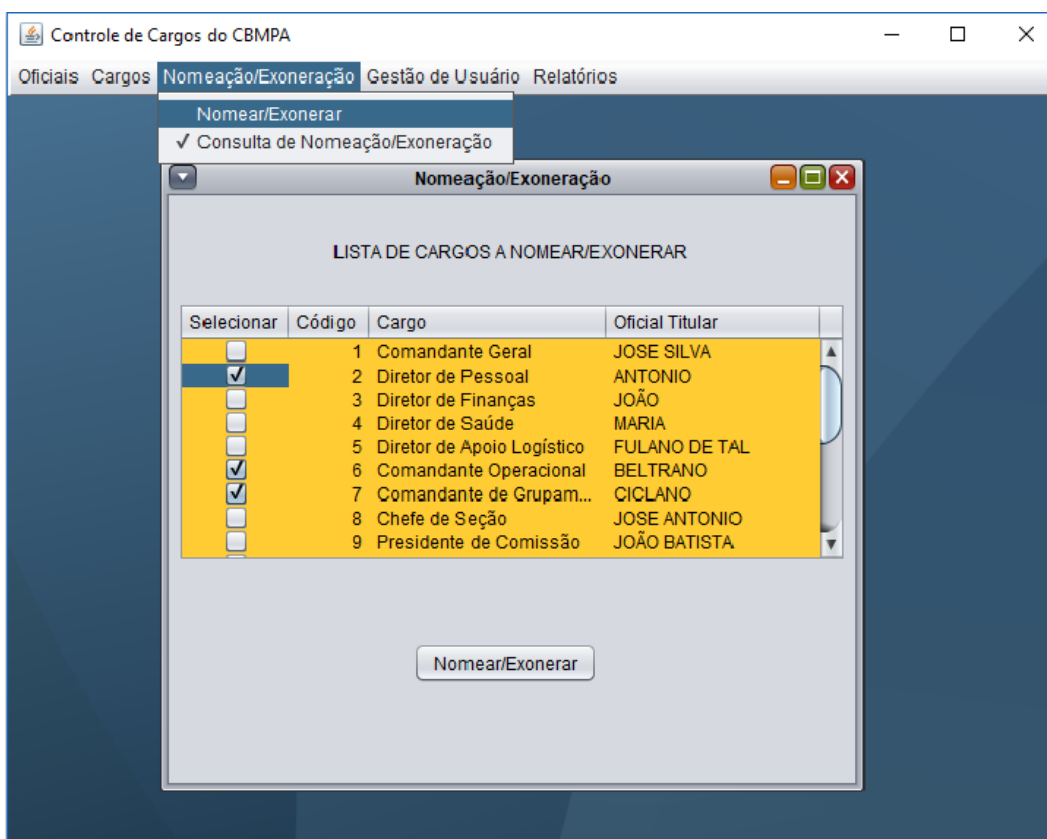 Controle de Cargos do CBMPA
Oficiais Cargos Nomeação/Exoneração Gestão de Usuário Relatórios
Nomear/Exonerar
✓ Consulta de Nomeação/Exoneração
Nomeação/Exoneração
LISTA DE CARGOS A NOMEAR/EXONERAR
Selecionar Código Cargo Oficial Titular
1 Comandante Geral JOSE SILVA
2 Diretor de Pessoal ANTONIO
3 Diretor de Finanças JOÃO
4 Diretor de Saúde MARIA
5 Diretor de Apoio Logístico FULANO DE TAL
6 Comandante Operacional BELTRANO
7 Comandante de Grupam... CICLANO
8 Chefe de Seção JOSE ANTONIO
9 Presidente de Comissão JOÃO BATISTA
Nomear/Exonerar